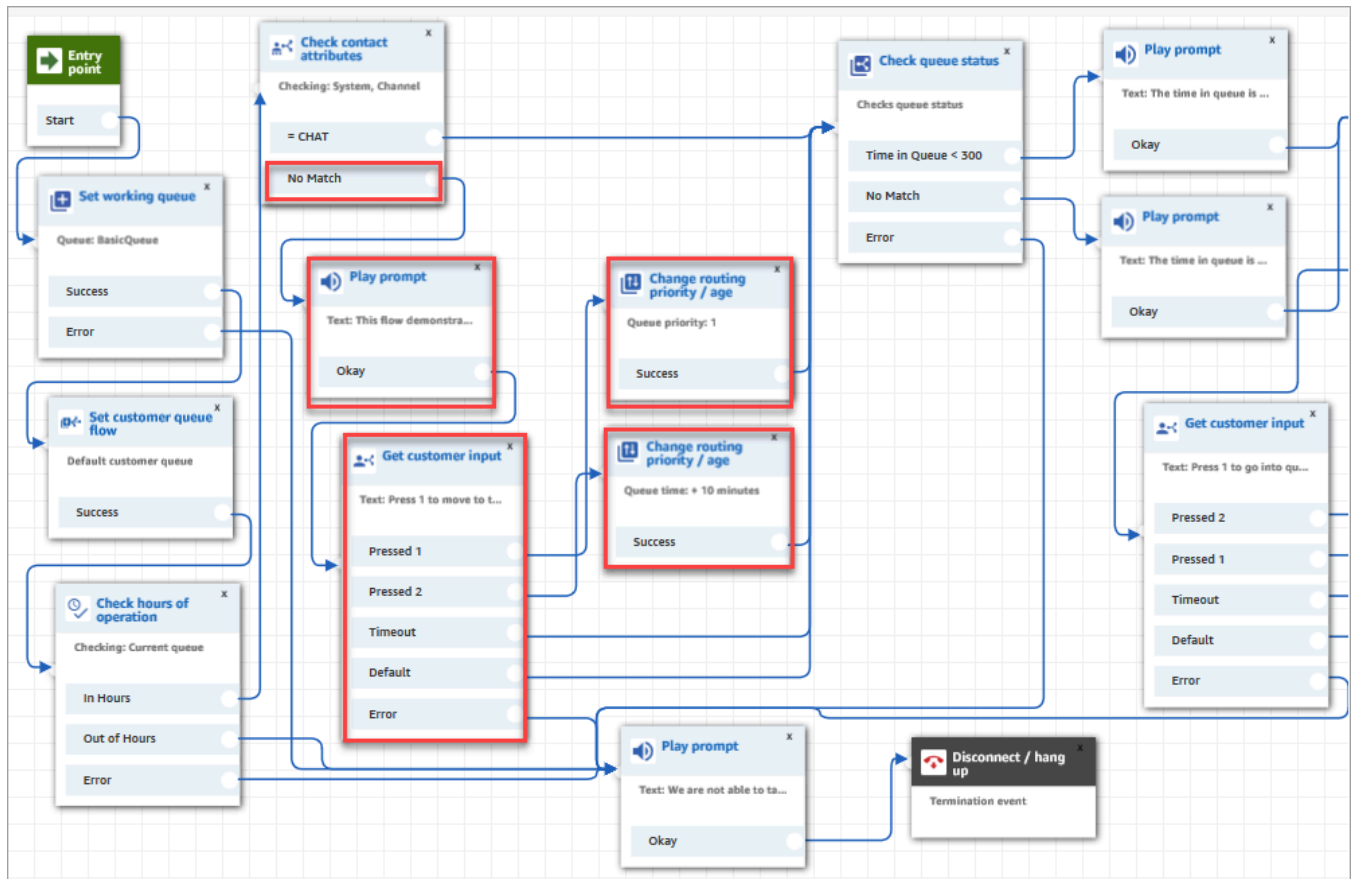 Entry
point
Start
x
Set working queue
Queue: BasicQueue
Success
Error
x
Set customer queue
flow
Default customer queue
Success
x
Check hours of
operation
Checking: Current queue
In Hours
Out of Hours
Error
x
Check contact
attributes
Checking: System, Channel
= CHAT
No Match
x
Play prompt
Text: This flow demonstra...
Okay
x
Get customer input
Text: Press 1 to move to t...
Pressed 1
Pressed 2
Timeout
Default
Error
x
Change routing
priority / age
Queue priority: 1
Success
x
Change routing
priority / age
Queue time: + 10 minutes
Success
x
Play prompt
Text: We are not able to ta...
Okay
x
Check queue status
Checks queue status
Time in Queue < 300
No Match
Error
x
Disconnect / hang
up
Termination event
x
Play prompt
Text: The time in queue is ...
Okay
x
Play prompt
Text: The time in queue is ...
Okay
x
Get customer input
Text: Press 1 to go into qu...
Pressed 2
Pressed 1
Timeout
Default
Error